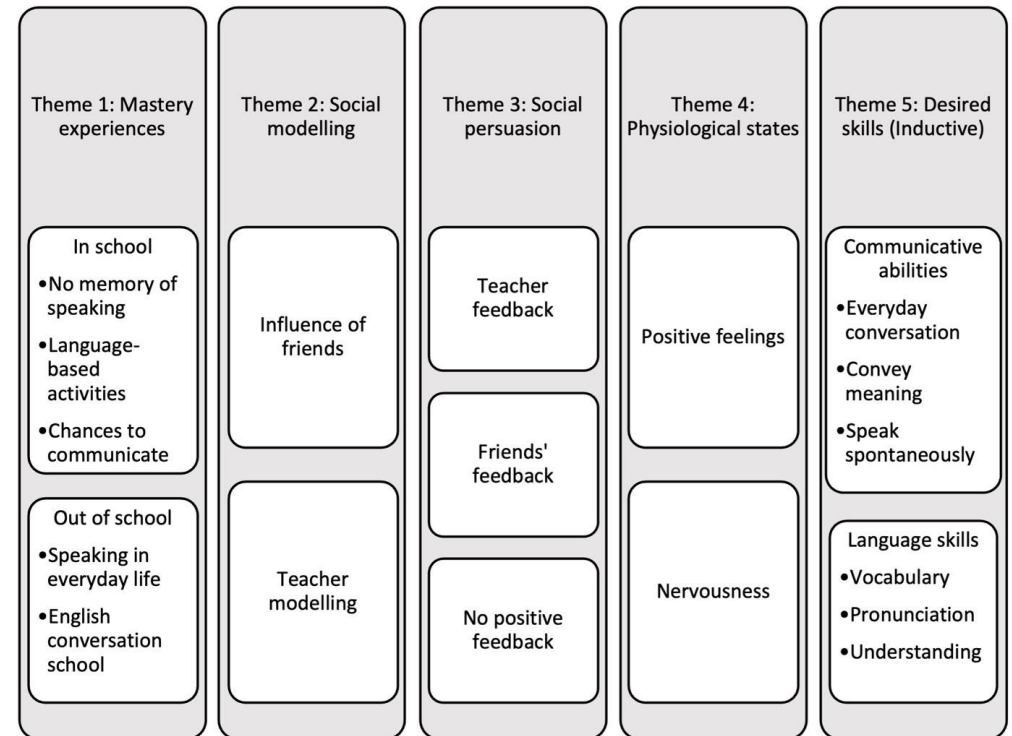 Theme 1: Mastery
experiences
In school
•No memory of
speaking
•Language-
based
activities
•Chances to
communicate
Out of school
•Speaking in
everyday life
•English
conversation
school
Theme 2: Social
modelling
Influence of
friends
Teacher
modelling
Theme 3: Social
persuasion
Teacher
feedback
Friends'
feedback
No positive
feedback
Theme 4:
Physiological states
Positive feelings
Nervousness
Theme 5: Desired
skills (Inductive)
Communicative
abilities
•Everyday
conversation
•Convey
meaning
•Speak
spontaneously
Language skills
•Vocabulary
•Pronunciation
•Understanding